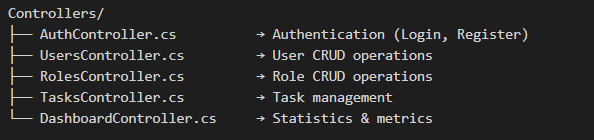 Controllers/
├── AuthController.cs          → Authentication (Login, Register)
├── UsersController.cs         → User CRUD operations
├── RolesController.cs         → Role CRUD operations
├── TasksController.cs         → Task management
└── DashboardController.cs     → Statistics & metrics